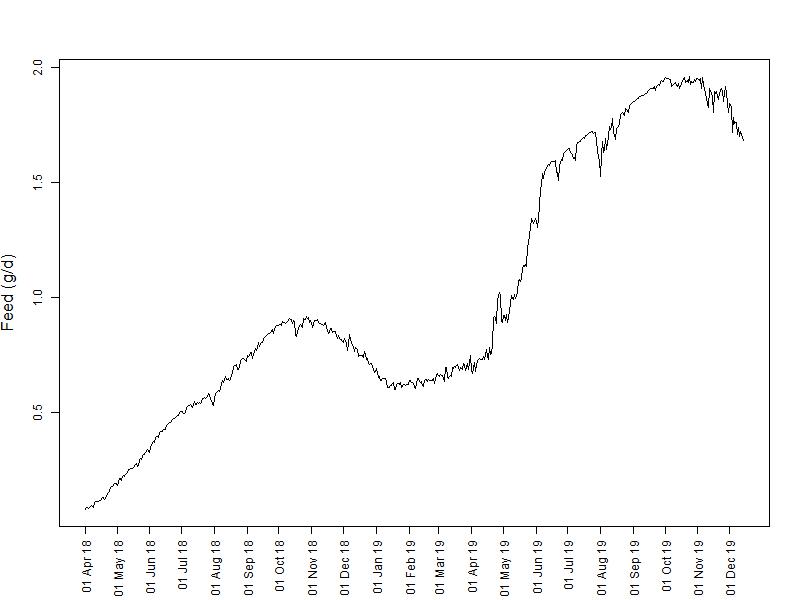 Feed (g/d)
2.0
1.5
1.0
0.5
01 Apr 18
01 May 18
01 Jun 18
01 Jul 18
01 Aug 18
01 Sep 18
01 Oct 18
01 Nov 18
01 Dec 18
01 Jan 19
01 Feb 19
01 Mar 19
01 Apr 19
01 May 19
01 Jun 19
01 Jul 19
01 Aug 19
01 Sep 19
01 Oct 19
01 Nov 19
01 Dec 19